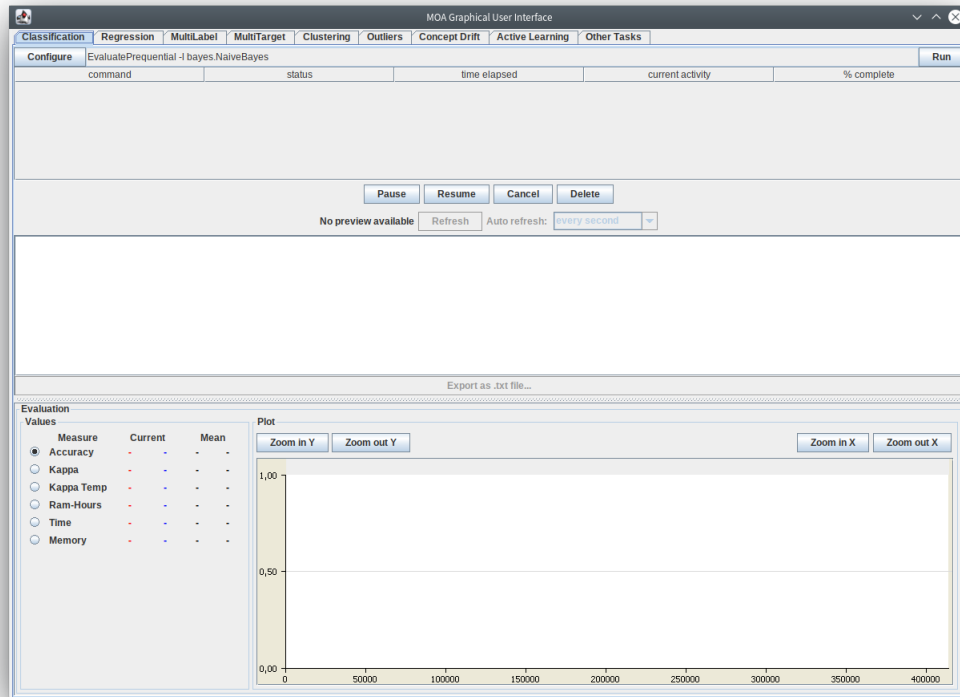 MOA Graphical User Interface
Classification Regression MultiLabel MultiTarget Clustering Outliers Concept Drift Active Learning Other Tasks
Configure EvaluatePrequential -l bayes.NaiveBayes Run
command status time elapsed current activity % complete
Pause Resume Cancel Delete
No preview available Refresh Auto refresh: every second
Export as .txt file...
Evaluation
Values
Measure Current Mean
Accuracy - - - -
Kappa - - - -
Kappa Temp - - - -
Ram-Hours - - - -
Time - - - -
Memory - - - -
Plot
Zoom in Y Zoom out Y Zoom in X Zoom out X
1,00
0,50
0,00
0 50000 100000 150000 200000 250000 300000 350000 400000